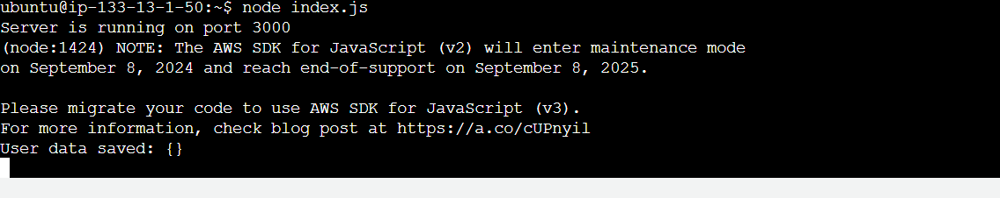 ubuntu@ip-133-13-1-50:~$ node index.js
Server is running on port 3000
(node:1424) NOTE: The AWS SDK for JavaScript (v2) will enter maintenance mode
on September 8, 2024 and reach end-of-support on September 8, 2025.
Please migrate your code to use AWS SDK for JavaScript (v3).
For more information, check blog post at https://a.co/cUPnyil
User data saved: {}